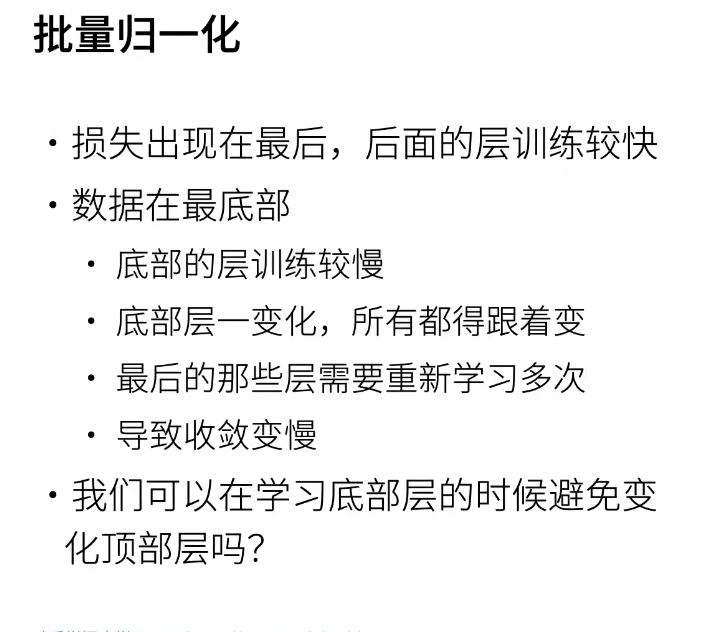 批量归一化
• 损失出现在最后，后面的层训练较快
• 数据在最底部
• 底部的层训练较慢
• 底部层一变化，所有都得跟着变
• 最后的那些层需要重新学习多次
• 导致收敛变慢
• 我们可以在学习底部层的时候避免变
化顶部层吗？